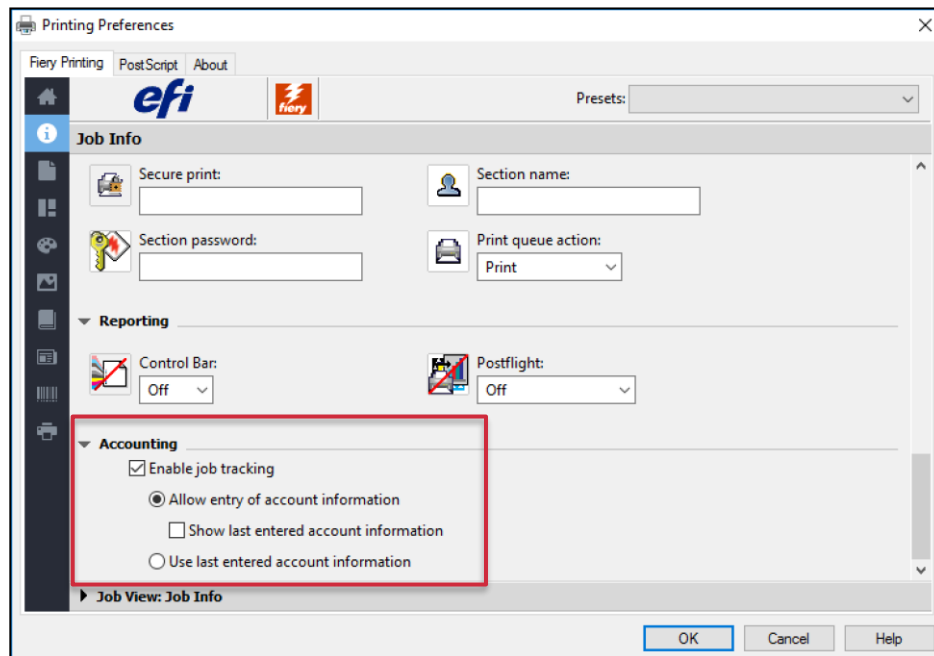 Printing Preferences
Fiery Printing PostScript About
efi fiery Presets:
Job Info
Secure print: Section name:
Section password: Print queue action:
Print
Reporting
Control Bar: Postflight:
Off Off
Accounting
Enable job tracking
Allow entry of account information
Show last entered account information
Use last entered account information
Job View: Job Info
OK Cancel Help